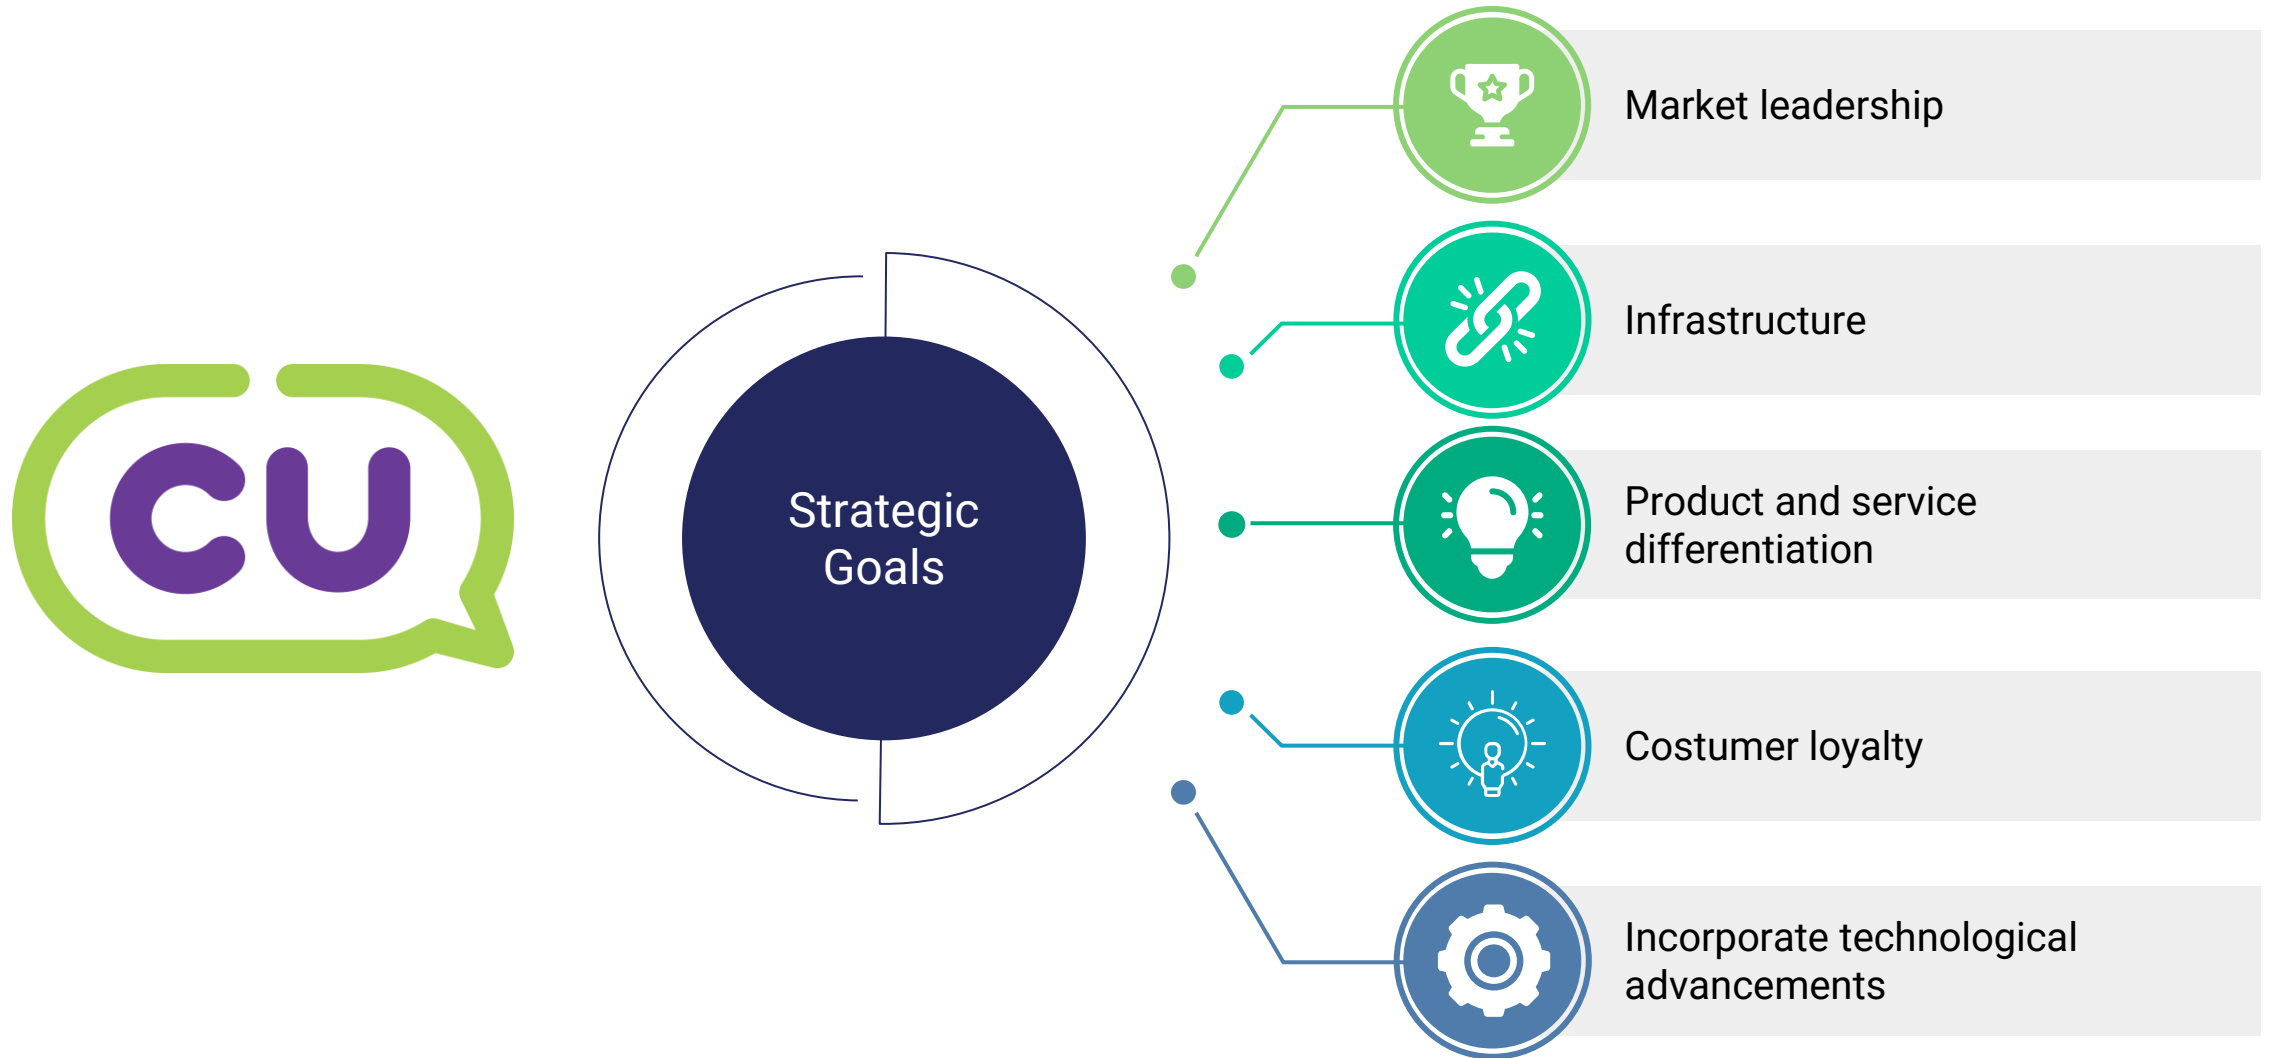 CU
Strategic
Goals
Market leadership
Infrastructure
Product and service
differentiation
Costumer loyalty
Incorporate technological
advancements